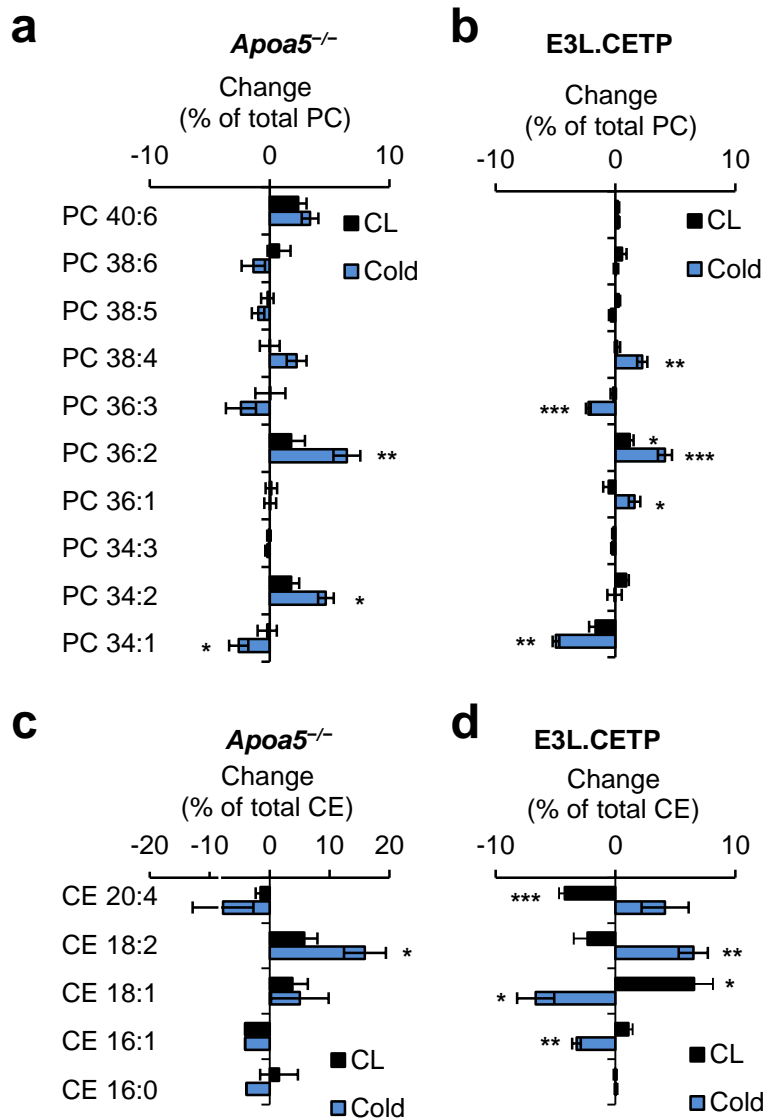 a
Apoa5–/–
Change
(% of total PC)
-10 0 10
PC 40:6
PC 38:6
PC 38:5
PC 38:4
PC 36:3
PC 36:2
PC 36:1
PC 34:3
PC 34:2
PC 34:1
CL
Cold
**
*
*
b
E3L.CETP
Change
(% of total PC)
-10 0 10
CL
Cold
**
***
*
***
*
**
c
Apoa5–/–
Change
(% of total CE)
-20 -10 0 10 20
CE 20:4
CE 18:2
CE 18:1
CE 16:1
CE 16:0
*
CL
Cold
d
E3L.CETP
Change
(% of total CE)
-10 0 10
***
**
*
*
**
CL
Cold